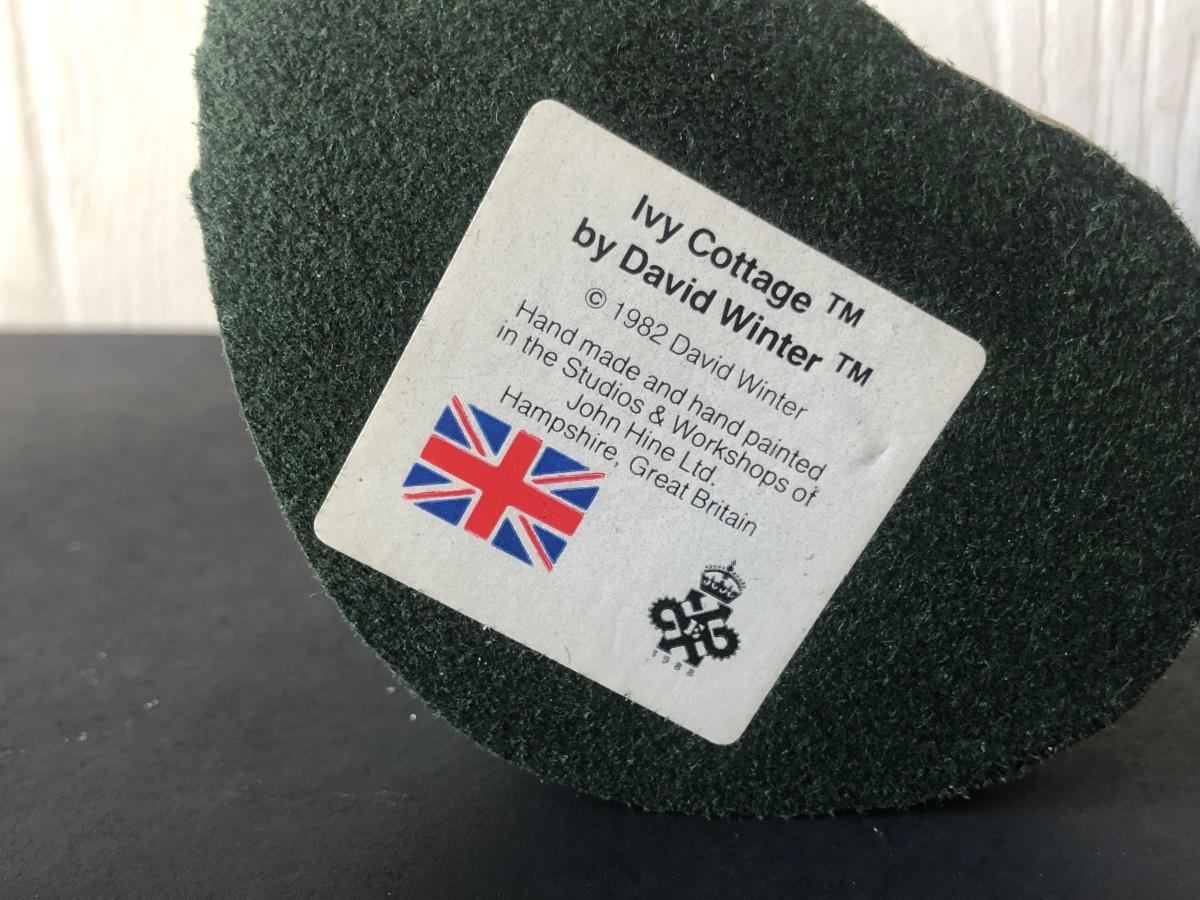 Ivy Cottage ™
by David Winter ™
© 1982 David Winter
Hand made and hand painted
in the Studios & Workshops of
John Hine Ltd.
Hampshire, Great Britain
1988